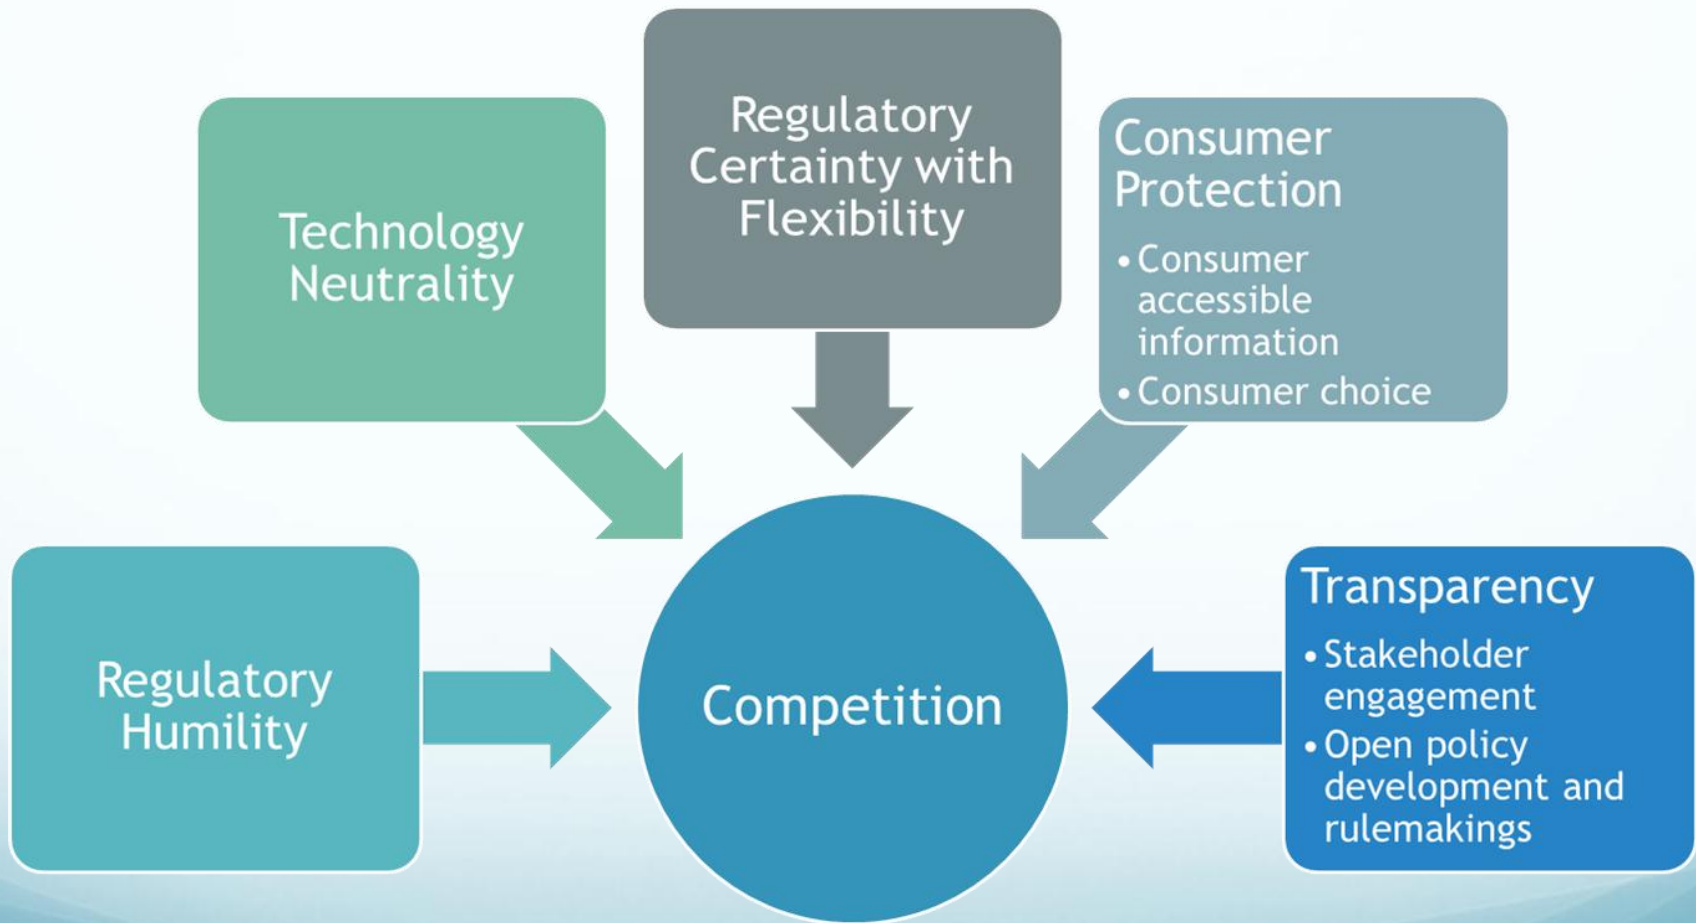 Regulatory
Certainty with
Flexibility
Technology
Neutrality
Consumer
Protection
• Consumer
accessible
information
• Consumer choice
Regulatory
Humility
Competition
Transparency
• Stakeholder
engagement
• Open policy
development and
rulemakings